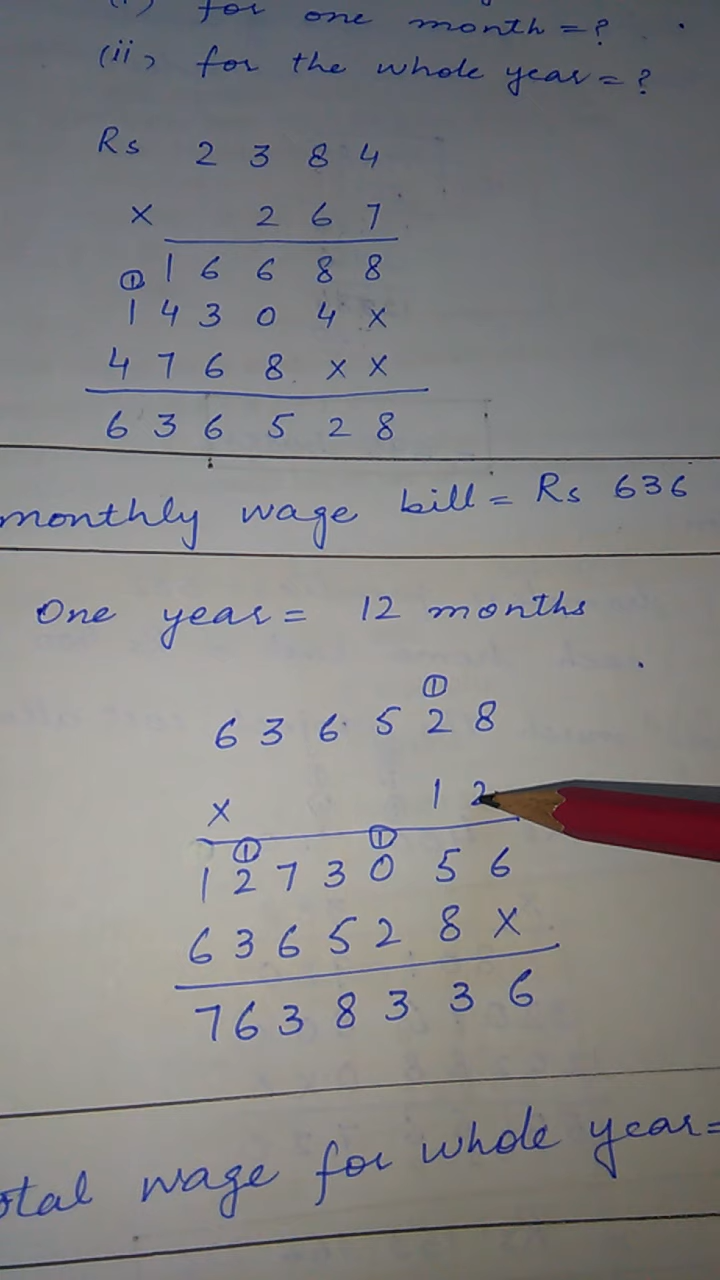 for one month = ?
(ii) for the whole year = ?
Rs 2 3 8 4
× 2 6 7
① 1 6 6 8 8
1 4 3 0 4 ×
4 7 6 8 × ×
6 3 6 5 2 8
monthly wage bill = Rs 636
One year = 12 months
①
6 3 6 5 2 8
× 1 2
① ①
1 2 7 3 0 5 6
6 3 6 5 2 8 ×
7 6 3 8 3 3 6
otal wage for whole year =